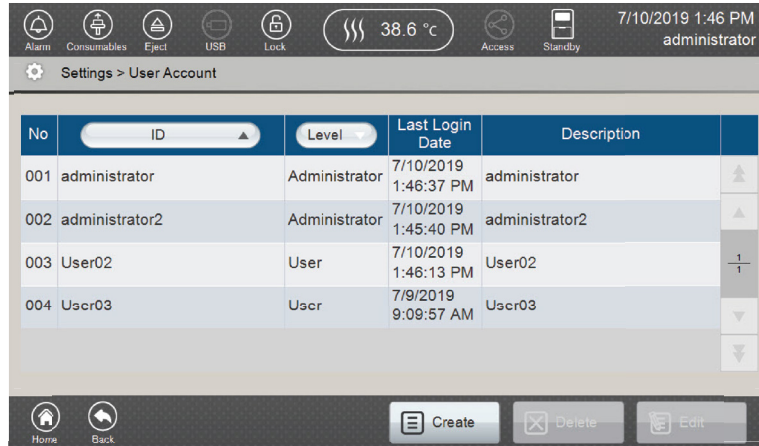 7/10/2019 1:46 PM
38.6 °c
administrator
Alarm Consumables Eject USB Lock Access Standby
Settings > User Account
No ID Level Last Login Date Description
001 administrator Administrator 7/10/2019 1:46:37 PM administrator
002 administrator2 Administrator 7/10/2019 1:45:40 PM administrator2
003 User02 User 7/10/2019 1:46:13 PM User02
004 User03 User 7/9/2019 9:09:57 AM User03
1
1
Create Delete Edit
Home Back